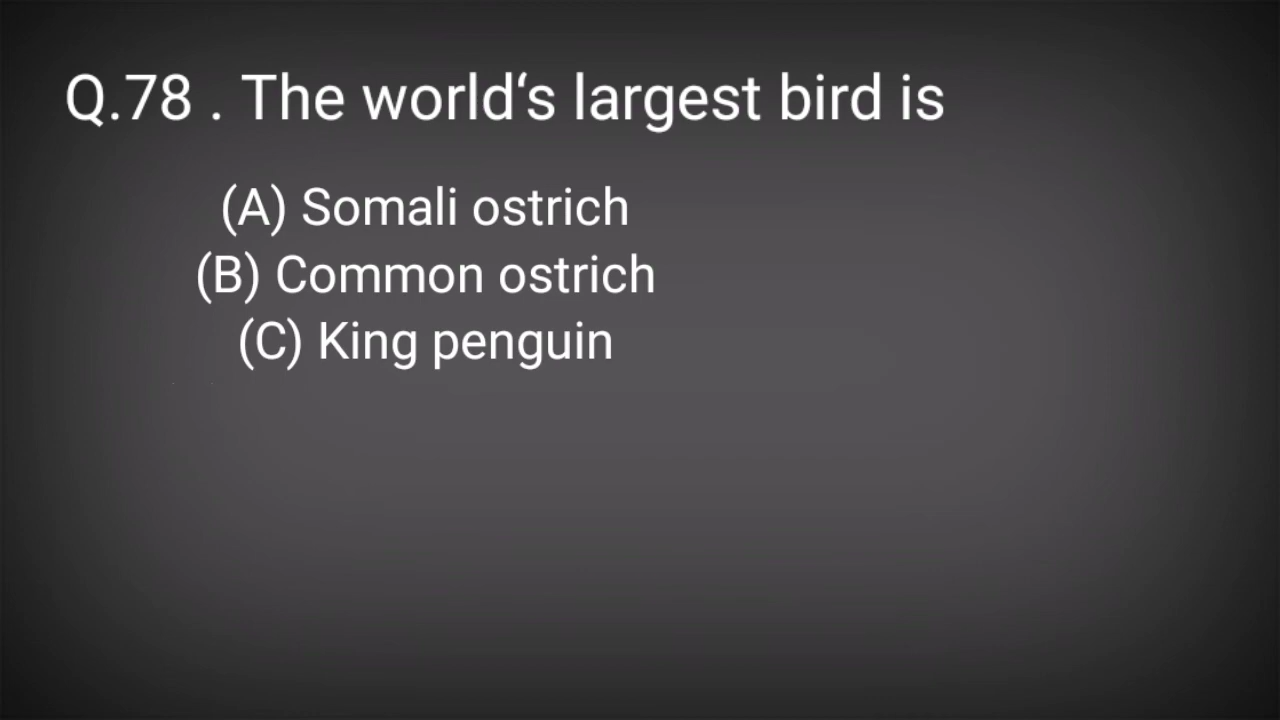 Q.78 . The world‘s largest bird is
(A) Somali ostrich
(B) Common ostrich
(C) King penguin